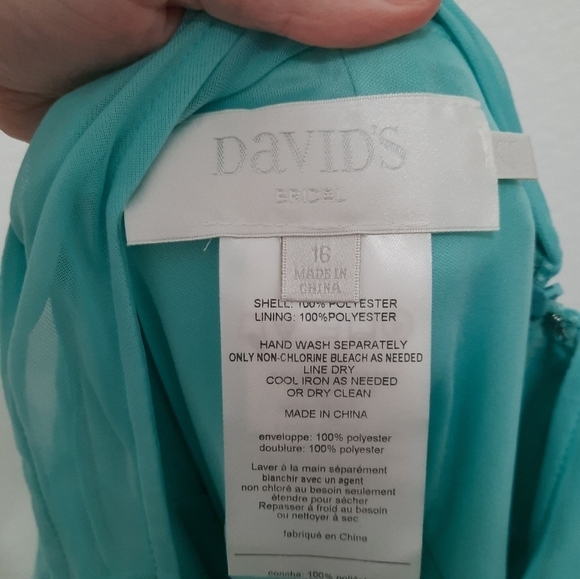 DAVID'S
BRIDAL
16
MADE IN
CHINA
SHELL: 100% POLYESTER
LINING: 100%POLYESTER
HAND WASH SEPARATELY
ONLY NON-CHLORINE BLEACH AS NEEDED
LINE DRY
COOL IRON AS NEEDED
OR DRY CLEAN
MADE IN CHINA
enveloppe: 100% polyester
doublure: 100% polyester
Laver à la main séparément
blanchir avec un agent
non chloré au besoin seulement
étendre pour sécher
Repasser à froid au besoin
ou nettoyer à sec
fabriqué en Chine
concha: 100%